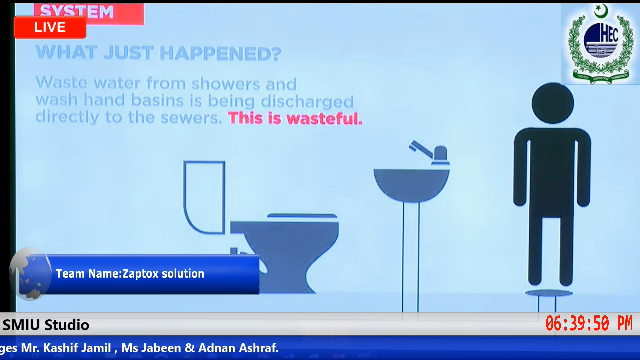 SYSTEM
LIVE
HEC
WHAT JUST HAPPENED?
Waste water from showers and
wash hand basins is being discharged
directly to the sewers. This is wasteful.
Team Name:Zaptox solution
SMIU Studio
06:39:50 PM
ges Mr. Kashif Jamil , Ms Jabeen & Adnan Ashraf.